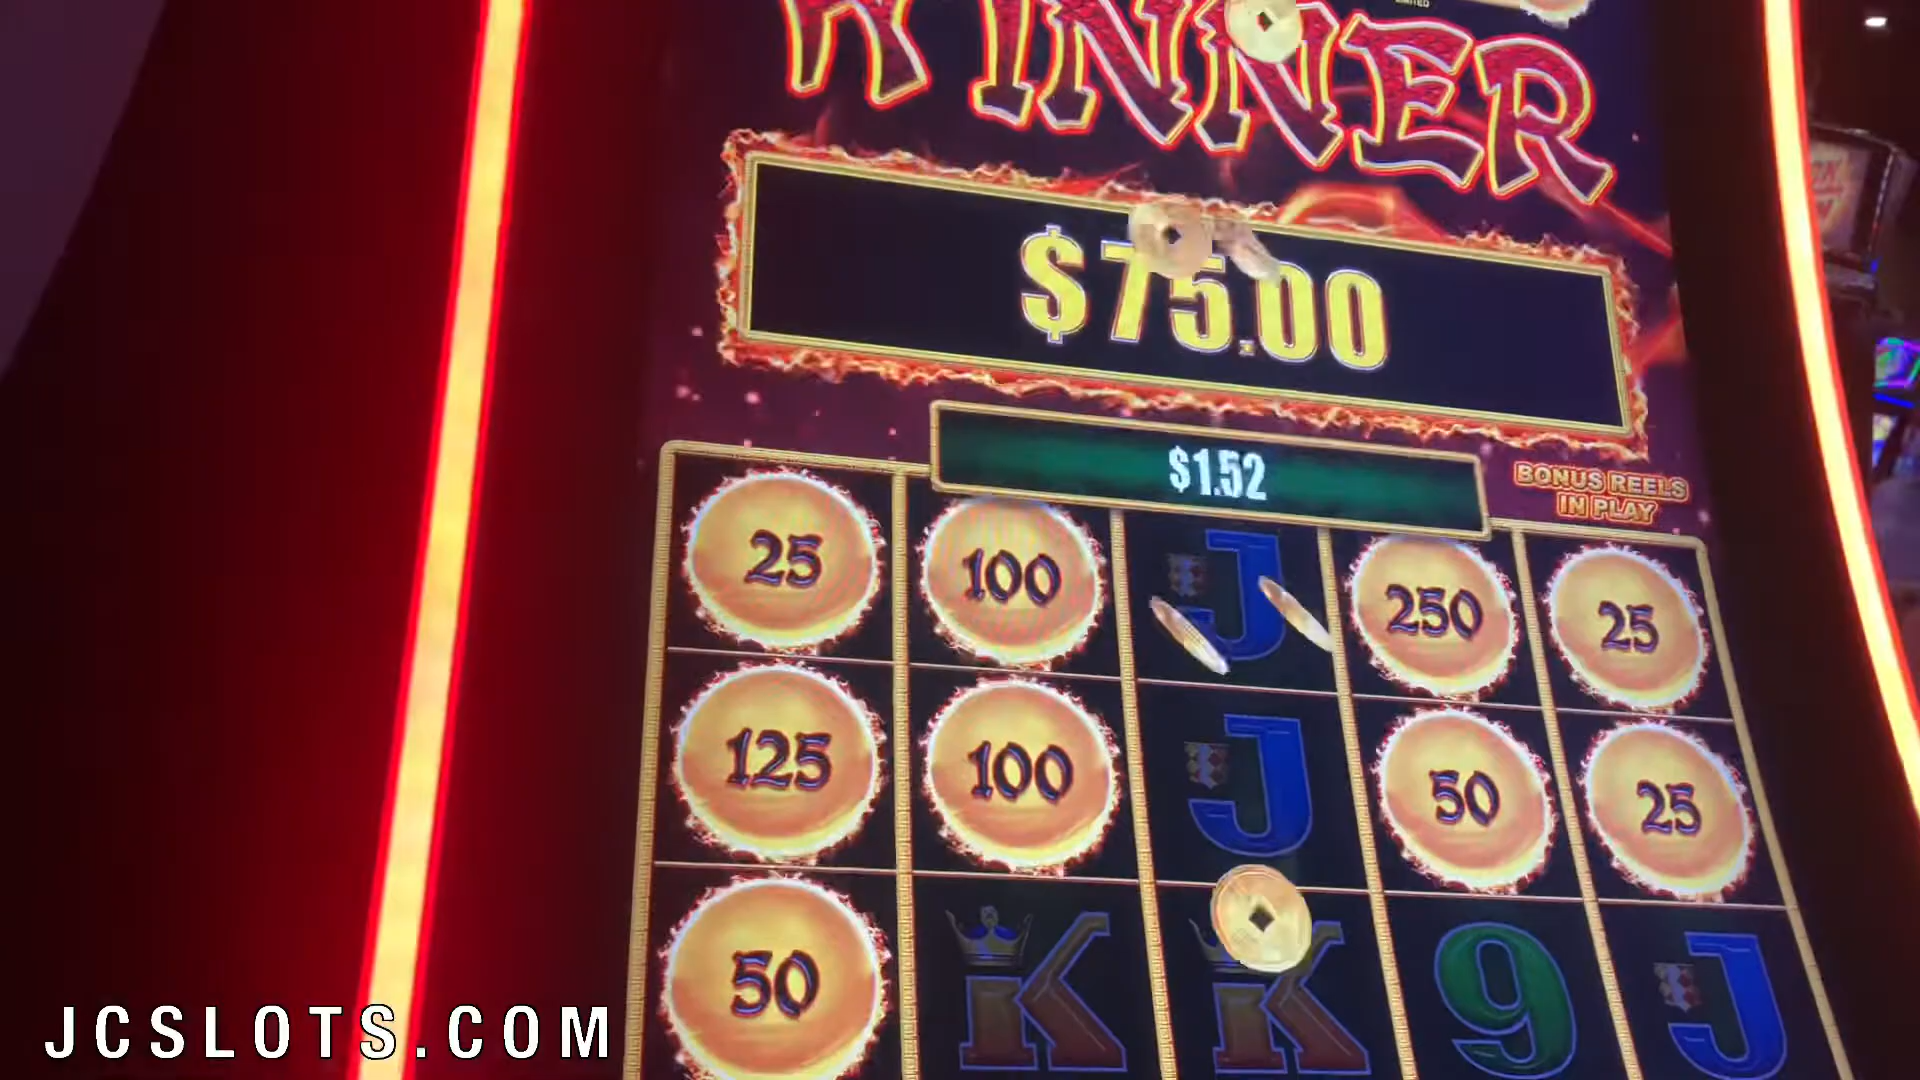 WINNER
$75.00
$1.52
BONUS REELS
IN PLAY
25 100 J 250 25
125 100 J 50 25
50 K K 9 J
JCSLOTS.COM